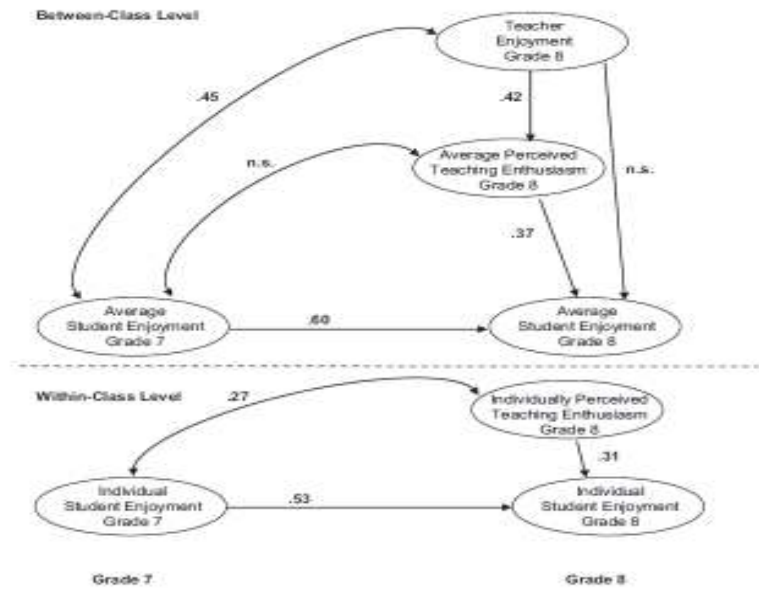 Between-Class Level
Teacher
Enjoyment
Grade 8
.45
.42
n.s.
Average Perceived
Teaching Enthusiasm
Grade 8
n.s.
.37
Average
Student Enjoyment
Grade 7
.60
Average
Student Enjoyment
Grade 8
Within-Class Level
.27
Individually Perceived
Teaching Enthusiasm
Grade 8
.31
Individual
Student Enjoyment
Grade 7
.53
Individual
Student Enjoyment
Grade 8
Grade 7
Grade 8